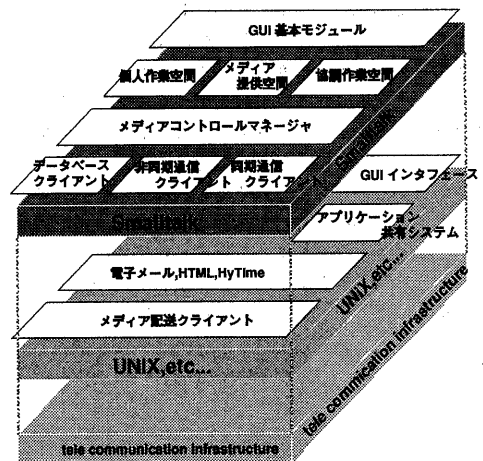 GUI 基本モジュール
個人作業空間
メディア
提供空間
協調作業空間
メディアコントロールマネージャ
Smalltalk
データベース
クライアント
非同期通信
クライアント
同期通信
クライアント
GUI インタフェース
Smalltalk
アプリケーション
共有システム
電子メール,HTML,HyTime
UNIX,etc...
メディア配送クライアント
UNIX,etc...
tele commication infrastructure
tele communication infrastructure